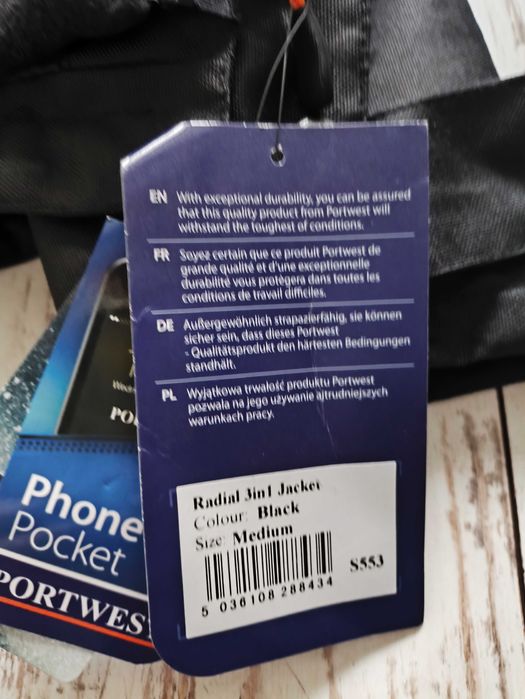 EN With exceptional durability, you can be assured
that this quality product from Portwest will
withstand the toughest of conditions.
FR Soyez certain que ce produit Portwest de
grande qualité et d'une exceptionnelle
durabilité vous protègera dans toutes les
conditions de travail difficiles.
DE Außergewöhnlich strapazierfähig, sie können
sicher sein, dass dieses Portwest
- Qualitätsprodukt den härtesten Bedingungen
standhält.
PL Wyjątkowa trwałość produktu Portwest
pozwala na jego używanie ajtrudniejszych
warunkach pracy.
Radial 3in1 Jacket
Colour: Black
Size: Medium
S553
5 036108 288434
Phone
Pocket
PORTWES